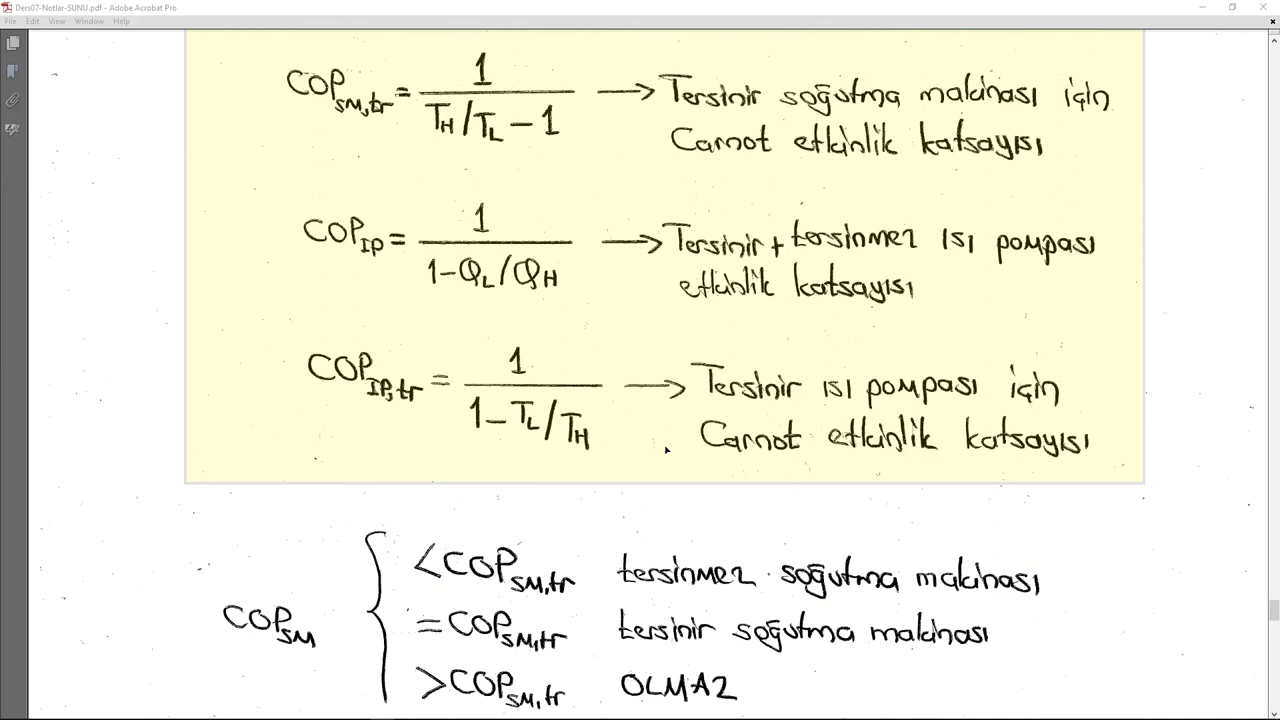 Ders07-Notlar-SUNU.pdf - Adobe Acrobat Pro
File Edit View Window Help
COP_SM,tr = 1 / (T_H/T_L - 1) → Tersinir soğutma makinası için
Carnot etkinlik katsayısı
COP_IP = 1 / (1-Q_L/Q_H) → Tersinir + tersinmez ısı pompası
etkinlik katsayısı
COP_IP,tr = 1 / (1-T_L/T_H) → Tersinir ısı pompası için
Carnot etkinlik katsayısı
COP_SM { <COP_SM,tr tersinmez soğutma makinası
=COP_SM,tr tersinir soğutma makinası
>COP_SM,tr OLMAZ